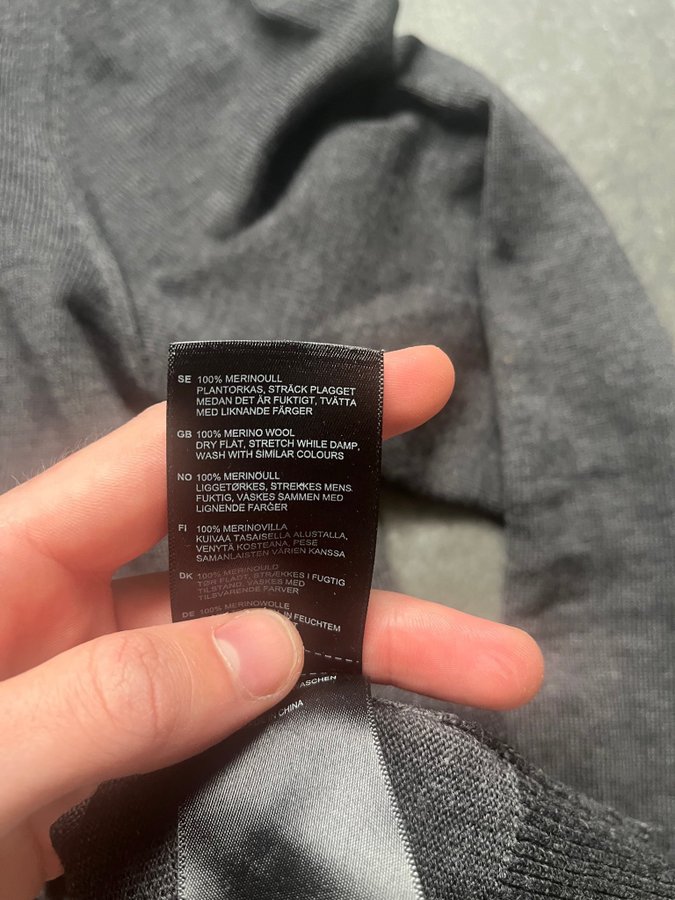 SE 100% MERINOULL
PLANTORKAS, STRÄCK PLAGGET
MEDAN DET ÄR FUKTIGT, TVÄTTA
MED LIKNANDE FÄRGER
GB 100% MERINO WOOL
DRY FLAT, STRETCH WHILE DAMP,
WASH WITH SIMILAR COLOURS
NO 100% MERINOULL
LIGGETØRKES, STREKKES MENS
FUKTIG, VASKES SAMMEN MED
LIGNENDE FARGER
FI 100% MERINOVILLA
KUIVAA TASAISELLA ALUSTALLA,
VENYTÄ KOSTEANA, PESE
SAMANLAISTEN VÄRIEN KANSSA
DK 100% MERINOULD
TØR FLAST, STRÆKKES I FUGTIG
TILSTAND, VASKES MED
TILSVARENDE FARVER
DE 100% MERINOWOLLE
IN FEUCHTEM
CHINA